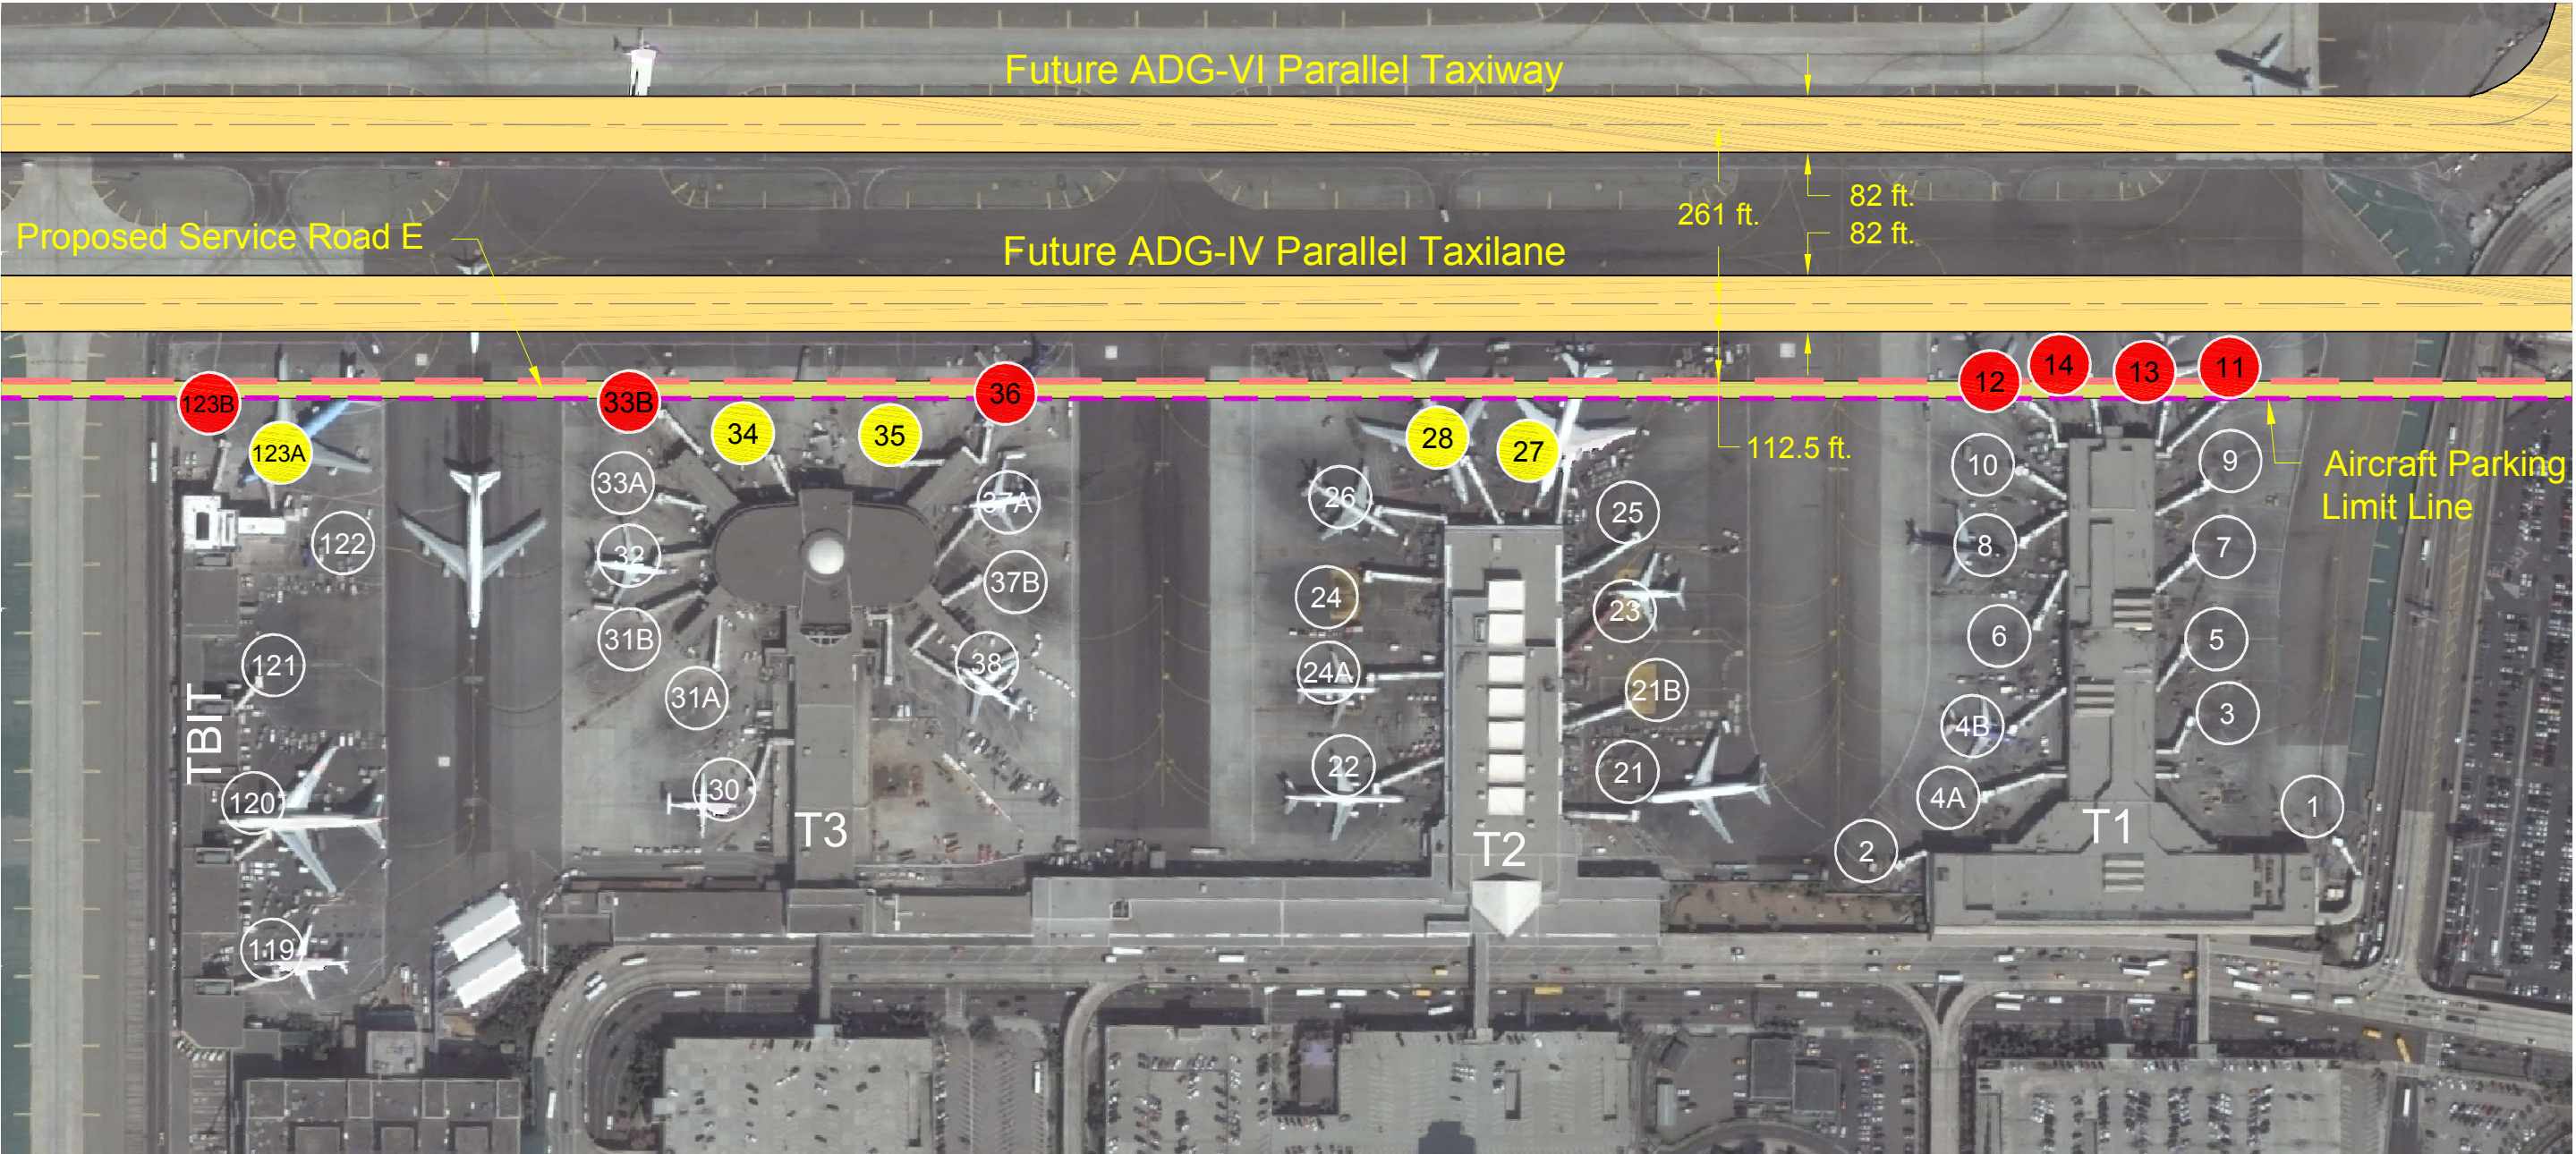 Future ADG-VI Parallel Taxiway
82 ft.
261 ft.
82 ft.
Proposed Service Road E
Future ADG-IV Parallel Taxilane
123B
33B
36
12
14
13
11
123A
34
35
28
27
112.5 ft.
Aircraft Parking
Limit Line
10
9
33A
37A
26
25
122
32
8
7
37B
24
23
31B
6
5
121
38
24A
21B
31A
4B
3
TBIT
22
21
120
30
4A
1
T3
T2
T1
2
119